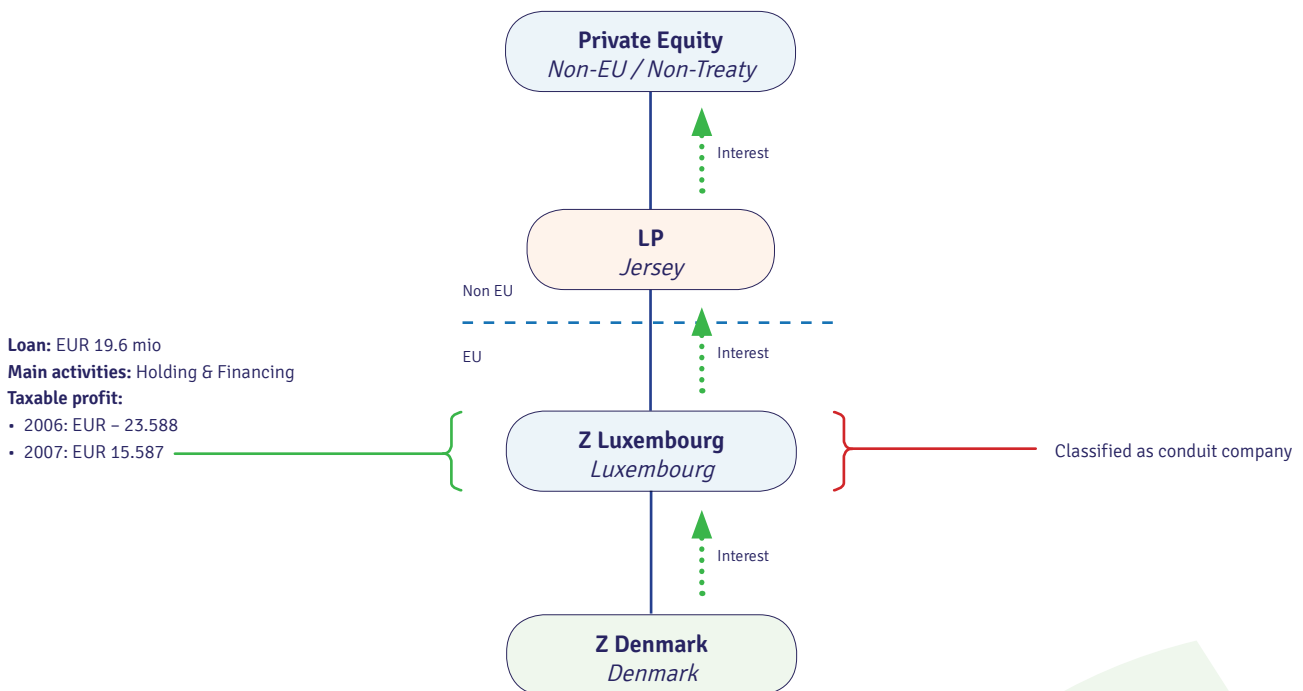 Private Equity
Non-EU / Non-Treaty
Interest
LP
Jersey
Non EU
EU
Interest
Loan: EUR 19.6 mio
Main activities: Holding & Financing
Taxable profit:
• 2006: EUR – 23.588
• 2007: EUR 15.587
Z Luxembourg
Luxembourg
Classified as conduit company
Interest
Z Denmark
Denmark